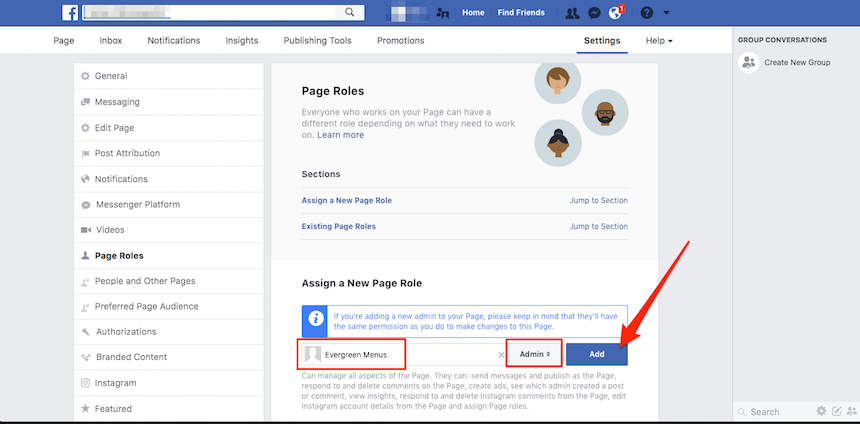 f
Home
Find Friends
1
?
Page
Inbox
Notifications
Insights
Publishing Tools
Promotions
Settings
Help
GROUP CONVERSATIONS
Create New Group
General
Messaging
Edit Page
Post Attribution
Notifications
Messenger Platform
Videos
Page Roles
People and Other Pages
Preferred Page Audience
Authorizations
Branded Content
Instagram
Featured
Page Roles
Everyone who works on your Page can have a
different role depending on what they need to work
on. Learn more
Sections
Assign a New Page Role
Jump to Section
Existing Page Roles
Jump to Section
Assign a New Page Role
If you're adding a new admin to your Page, please keep in mind that they'll have
the same permission as you do to make changes to this Page.
Evergreen Menus
Admin
Add
Can manage all aspects of the Page. They can: send messages and publish as the Page,
respond to and delete comments on the Page, create ads, see which admin created a post
or comment, view insights, respond to and delete Instagram comments from the Page, edit
Instagram account details from the Page and assign Page roles.
Search